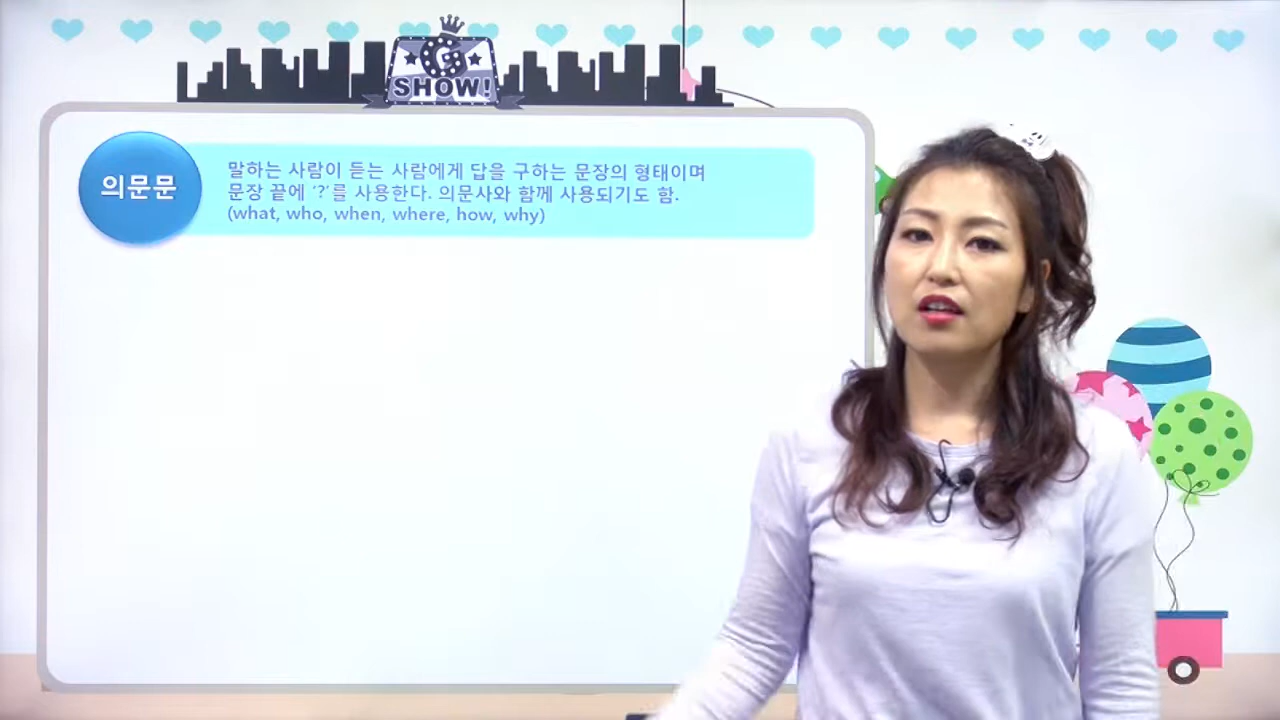 G
SHOW!
의문문
말하는 사람이 듣는 사람에게 답을 구하는 문장의 형태이며
문장 끝에 '?'를 사용한다. 의문사와 함께 사용되기도 함.
(what, who, when, where, how, why)